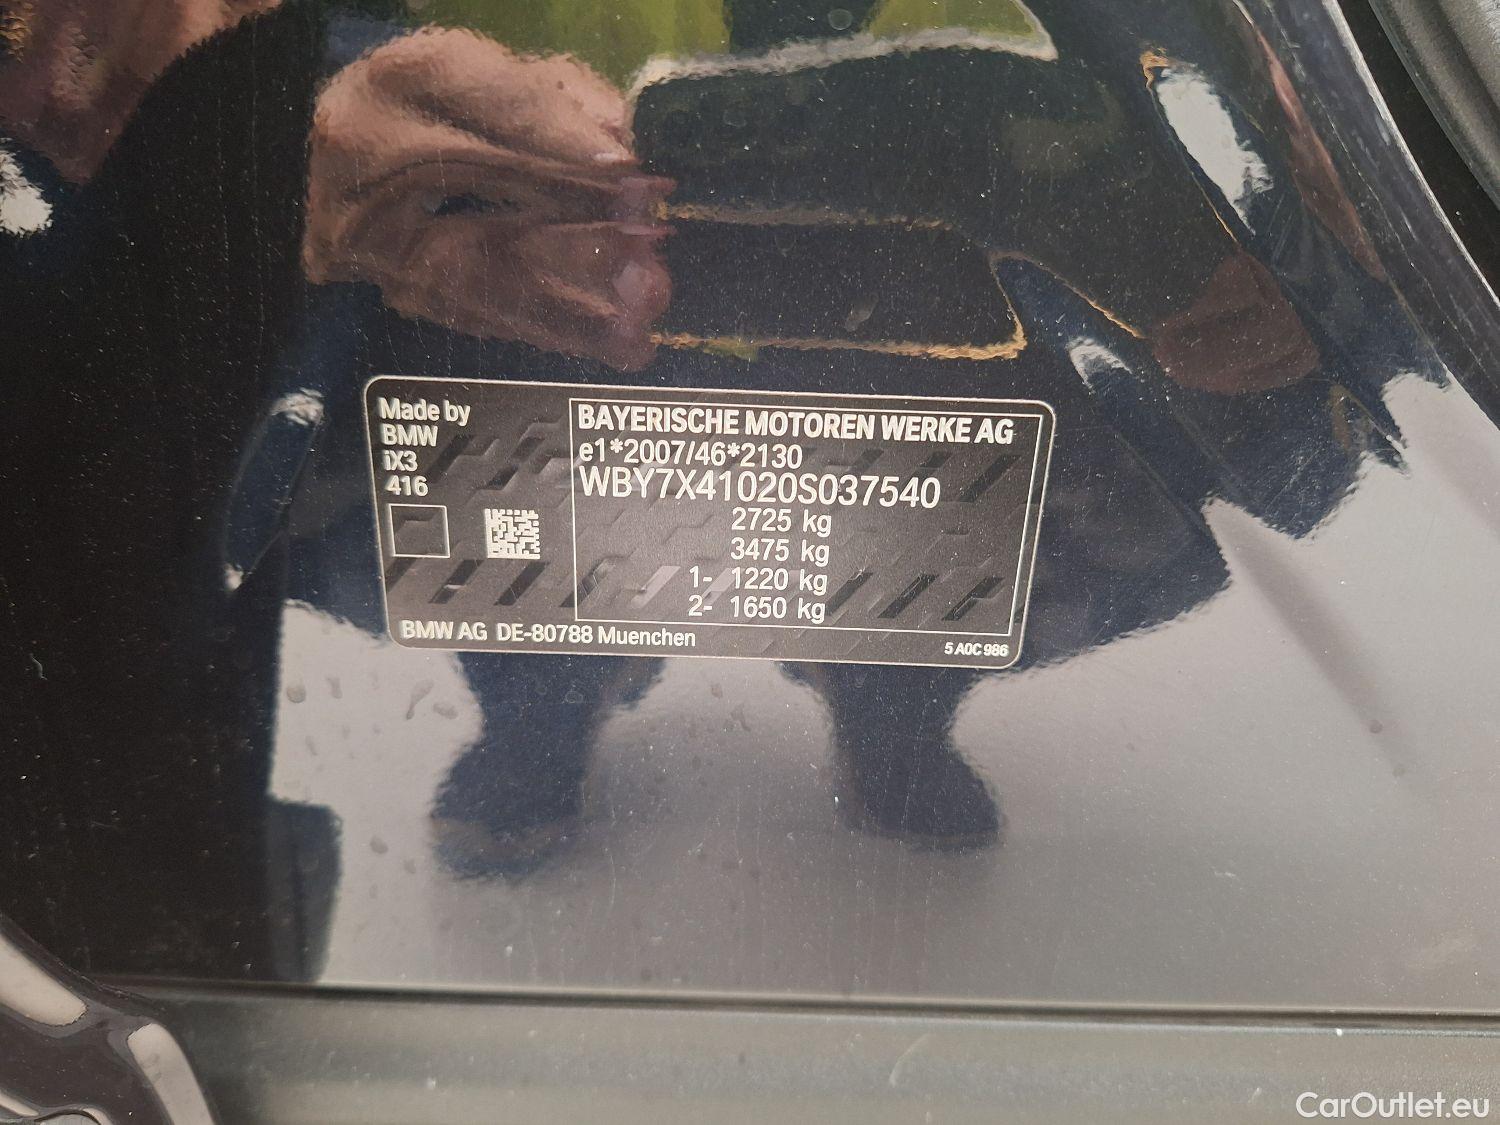 Made by
BMW
iX3
416
BAYERISCHE MOTOREN WERKE AG
e1*2007/46*2130
WBY7X41020S037540
2725 kg
3475 kg
1- 1220 kg
2- 1650 kg
BMW AG DE-80788 Muenchen
5 A0C 986
CarOutlet.eu